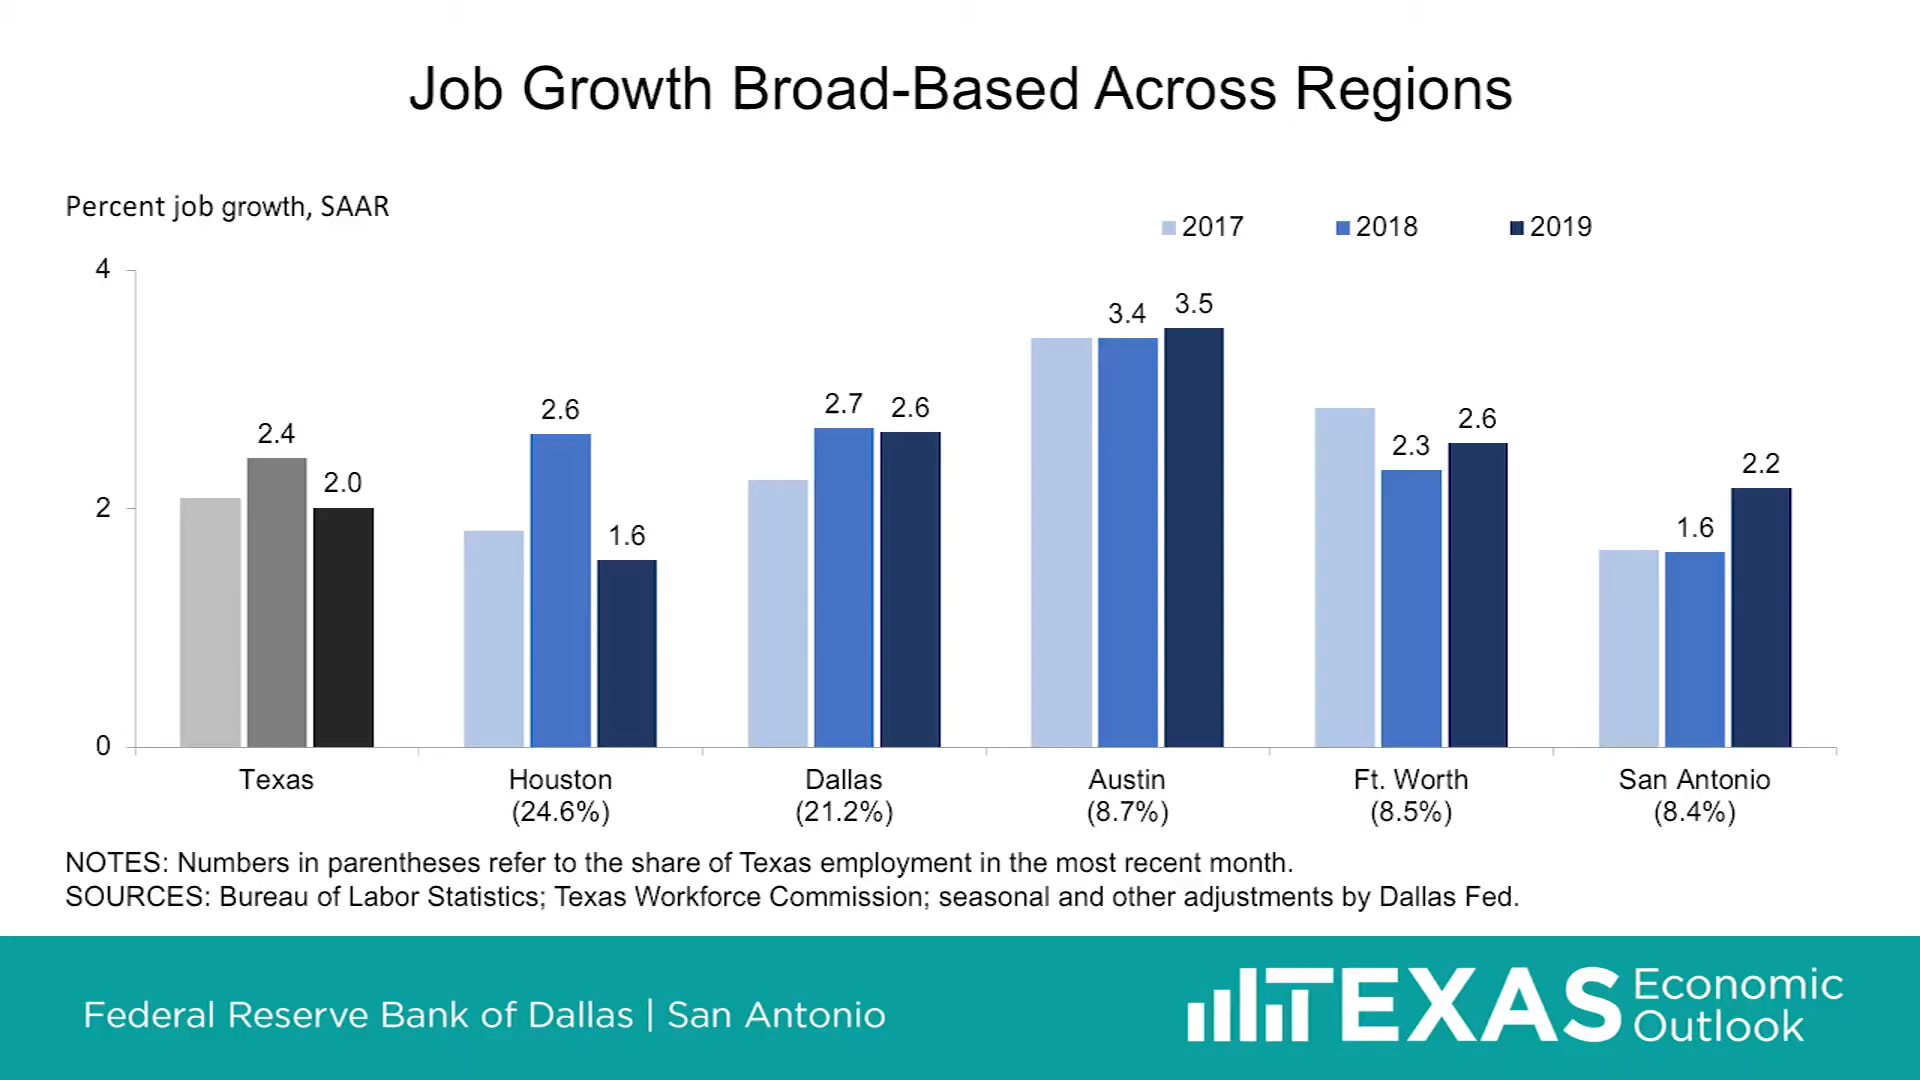 Job Growth Broad-Based Across Regions
Percent job growth, SAAR
2017 2018 2019
4
2
0
2.4
2.0
2.6
1.6
2.7
2.6
3.4
3.5
2.3
2.6
1.6
2.2
Texas
Houston
(24.6%)
Dallas
(21.2%)
Austin
(8.7%)
Ft. Worth
(8.5%)
San Antonio
(8.4%)
NOTES: Numbers in parentheses refer to the share of Texas employment in the most recent month.
SOURCES: Bureau of Labor Statistics; Texas Workforce Commission; seasonal and other adjustments by Dallas Fed.
Federal Reserve Bank of Dallas | San Antonio
TEXAS
Economic
Outlook